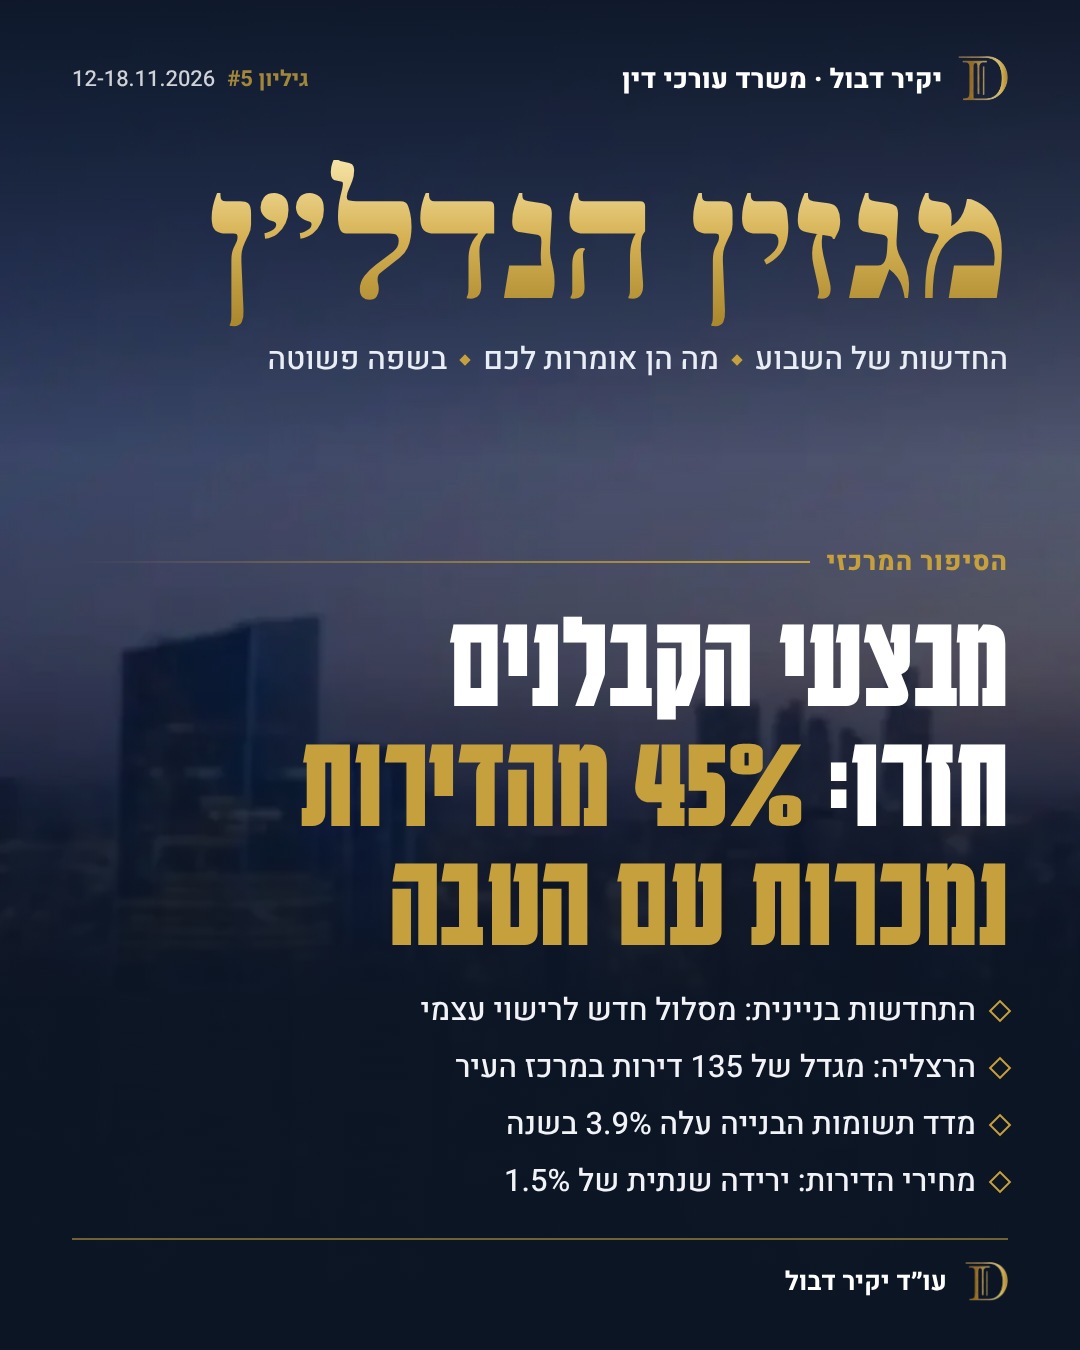 יקיר דבול · משרד עורכי דין
גיליון #5 12-18.11.2026
מגזין הנדל״ן
החדשות של השבוע ◆ מה הן אומרות לכם ◆ בשפה פשוטה
הסיפור המרכזי
מבצעי הקבלנים
חזרו: 45% מהדירות
נמכרות עם הטבה
התחדשות בניינית: מסלול חדש לרישוי עצמי
הרצליה: מגדל של 135 דירות במרכז העיר
מדד תשומות הבנייה עלה 3.9% בשנה
מחירי הדירות: ירידה שנתית של 1.5%
עו״ד יקיר דבול